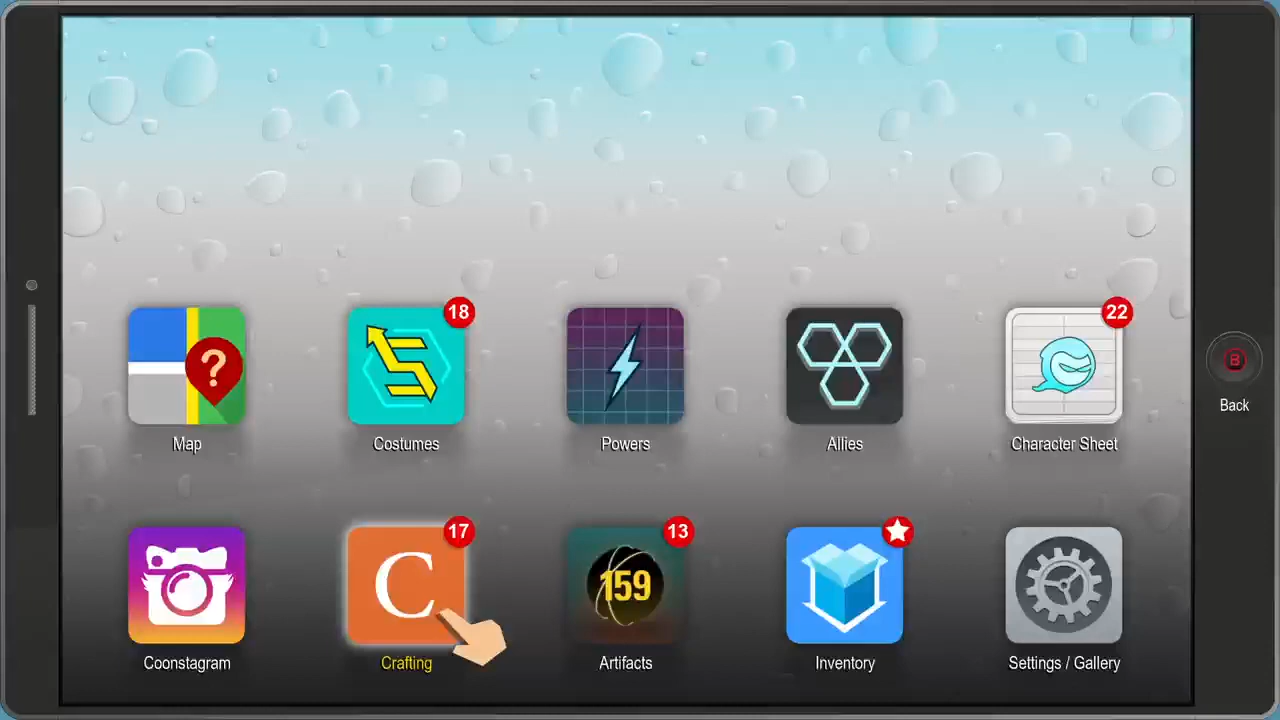 18
22
?
Map
Costumes
Powers
Allies
Character Sheet
B
Back
17
13
C
159
Coonstagram
Crafting
Artifacts
Inventory
Settings / Gallery